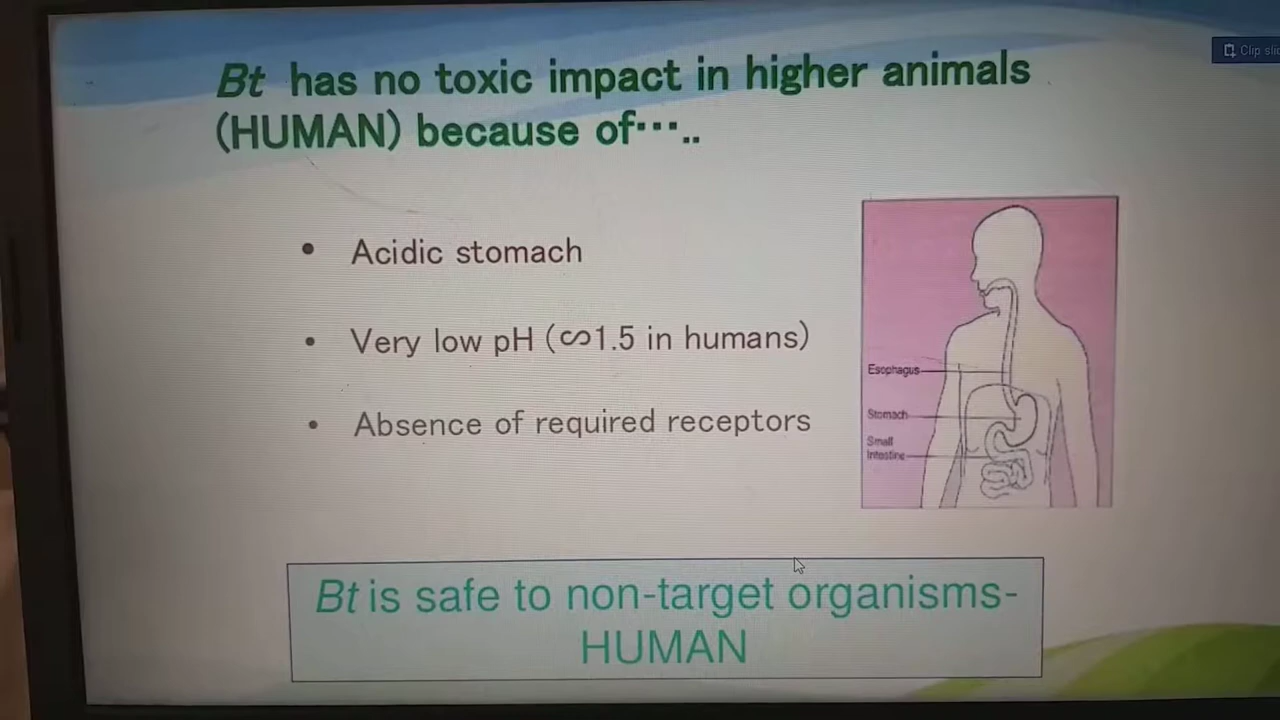 Bt has no toxic impact in higher animals
(HUMAN) because of…..
• Acidic stomach
• Very low pH (∽1.5 in humans)
• Absence of required receptors
Esophagus
Stomach
Small
Intestine
Bt is safe to non-target organisms-
HUMAN